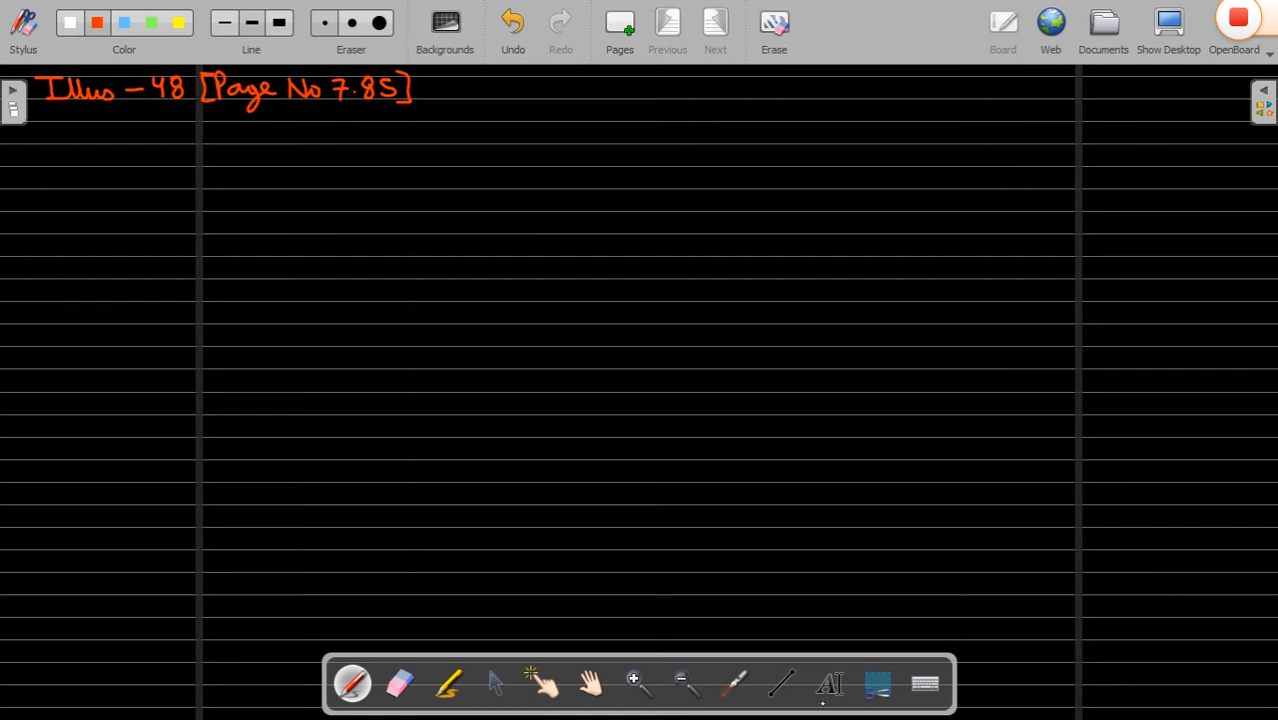 Stylus Color Line Eraser Backgrounds Undo Redo Pages Previous Next Erase Board Web Documents Show Desktop OpenBoard
Illus - 48 [Page No 7.85]
AI